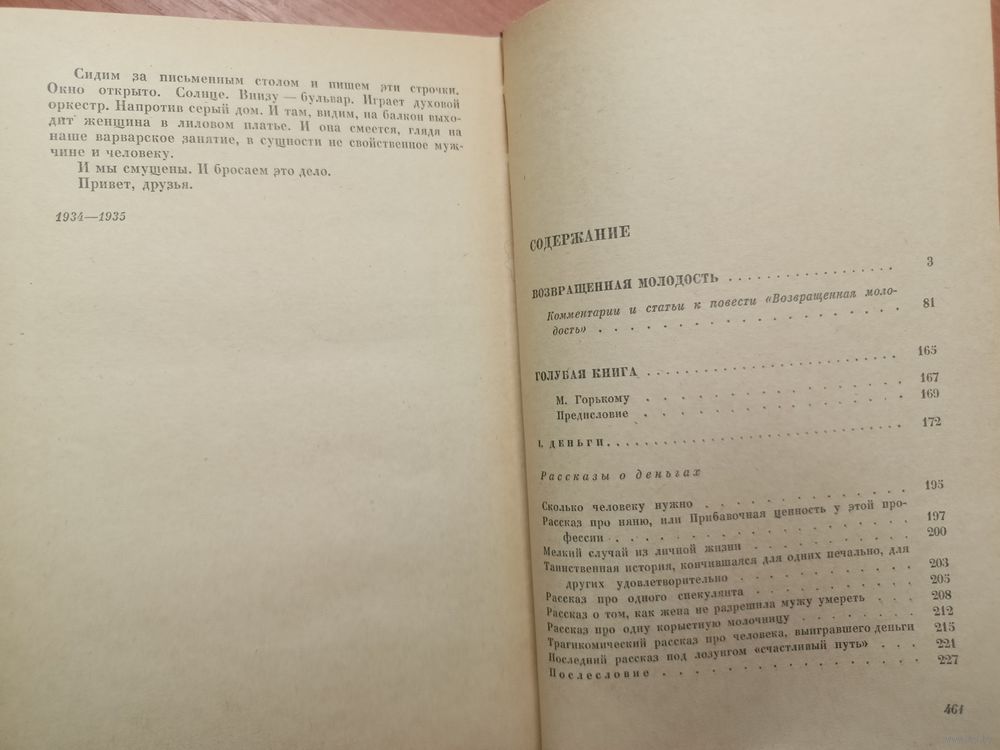 Сидим за письменным столом и пишем эти строчки.
Окно открыто. Солнце. Внизу — бульвар. Играет духовой
оркестр. Напротив серый дом. И там, видим, на балкон выхо-
дит женщина в лиловом платье. И она смеется, глядя на
наше варварское занятие, в сущности не свойственное муж-
чине и человеку.
И мы смущены. И бросаем это дело.
Привет, друзья.
1934—1935
СОДЕРЖАНИЕ
ВОЗВРАЩЕННАЯ МОЛОДОСТЬ . . . . . . . . . . . . . . . . . . 3
Комментарии и статьи к повести «Возвращенная моло-
дость» . . . . . . . . . . . . . . . . . 81
ГОЛУБАЯ КНИГА . . . . . . . . . . . . . . . . . . . . . . . 165
М. Горькому . . . . . . . . . . . . . . . . 167
Предисловие . . . . . . . . . . . . . . . . 169
I. ДЕНЬГИ . . . . . . . . . . . . . . . . . . . . . . . . . 172
Рассказы о деньгах
Сколько человеку нужно . . . . . . . . . . . . 195
Рассказ про няню, или Прибавочная ценность у этой про-
фессии . . . . . . . . . . . . . . . . . 197
Мелкий случай из личной жизни . . . . . . . . . . 200
Таинственная история, кончившаяся для одних печально, для
других удовлетворительно . . . . . . . . . . . 203
Рассказ про одного спекулянта . . . . . . . . . . 205
Рассказ о том, как жена не разрешила мужу умереть . . . 208
Рассказ про одну корыстную молочницу . . . . . . . 212
Трагикомический рассказ про человека, выигравшего деньги 215
Последний рассказ под лозунгом «счастливый путь» . . . 221
Послесловие . . . . . . . . . . . . . . . . 227
461